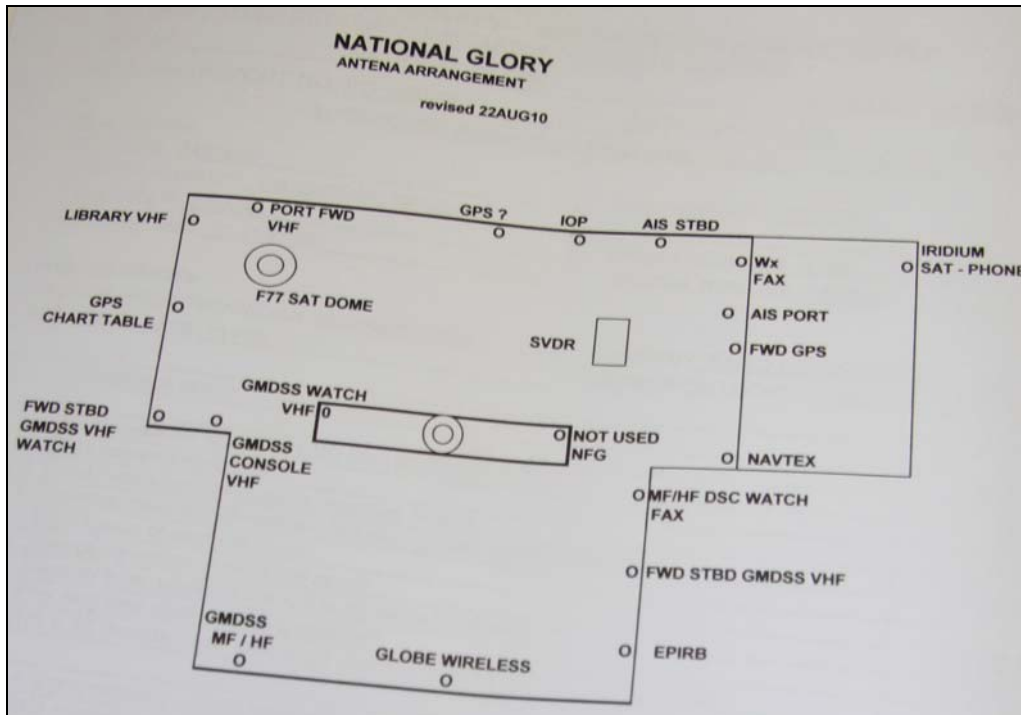 NATIONAL GLORY
ANTENA ARRANGEMENT
revised 22AUG10
LIBRARY VHF
PORT FWD
VHF
GPS ?
IOP
AIS STBD
IRIDIUM
SAT - PHONE
Wx
FAX
F77 SAT DOME
GPS
CHART TABLE
AIS PORT
SVDR
FWD GPS
GMDSS WATCH
VHF
FWD STBD
GMDSS VHF
WATCH
GMDSS
CONSOLE
VHF
NOT USED
NFG
NAVTEX
MF/HF DSC WATCH
FAX
FWD STBD GMDSS VHF
GMDSS
MF / HF
GLOBE WIRELESS
EPIRB